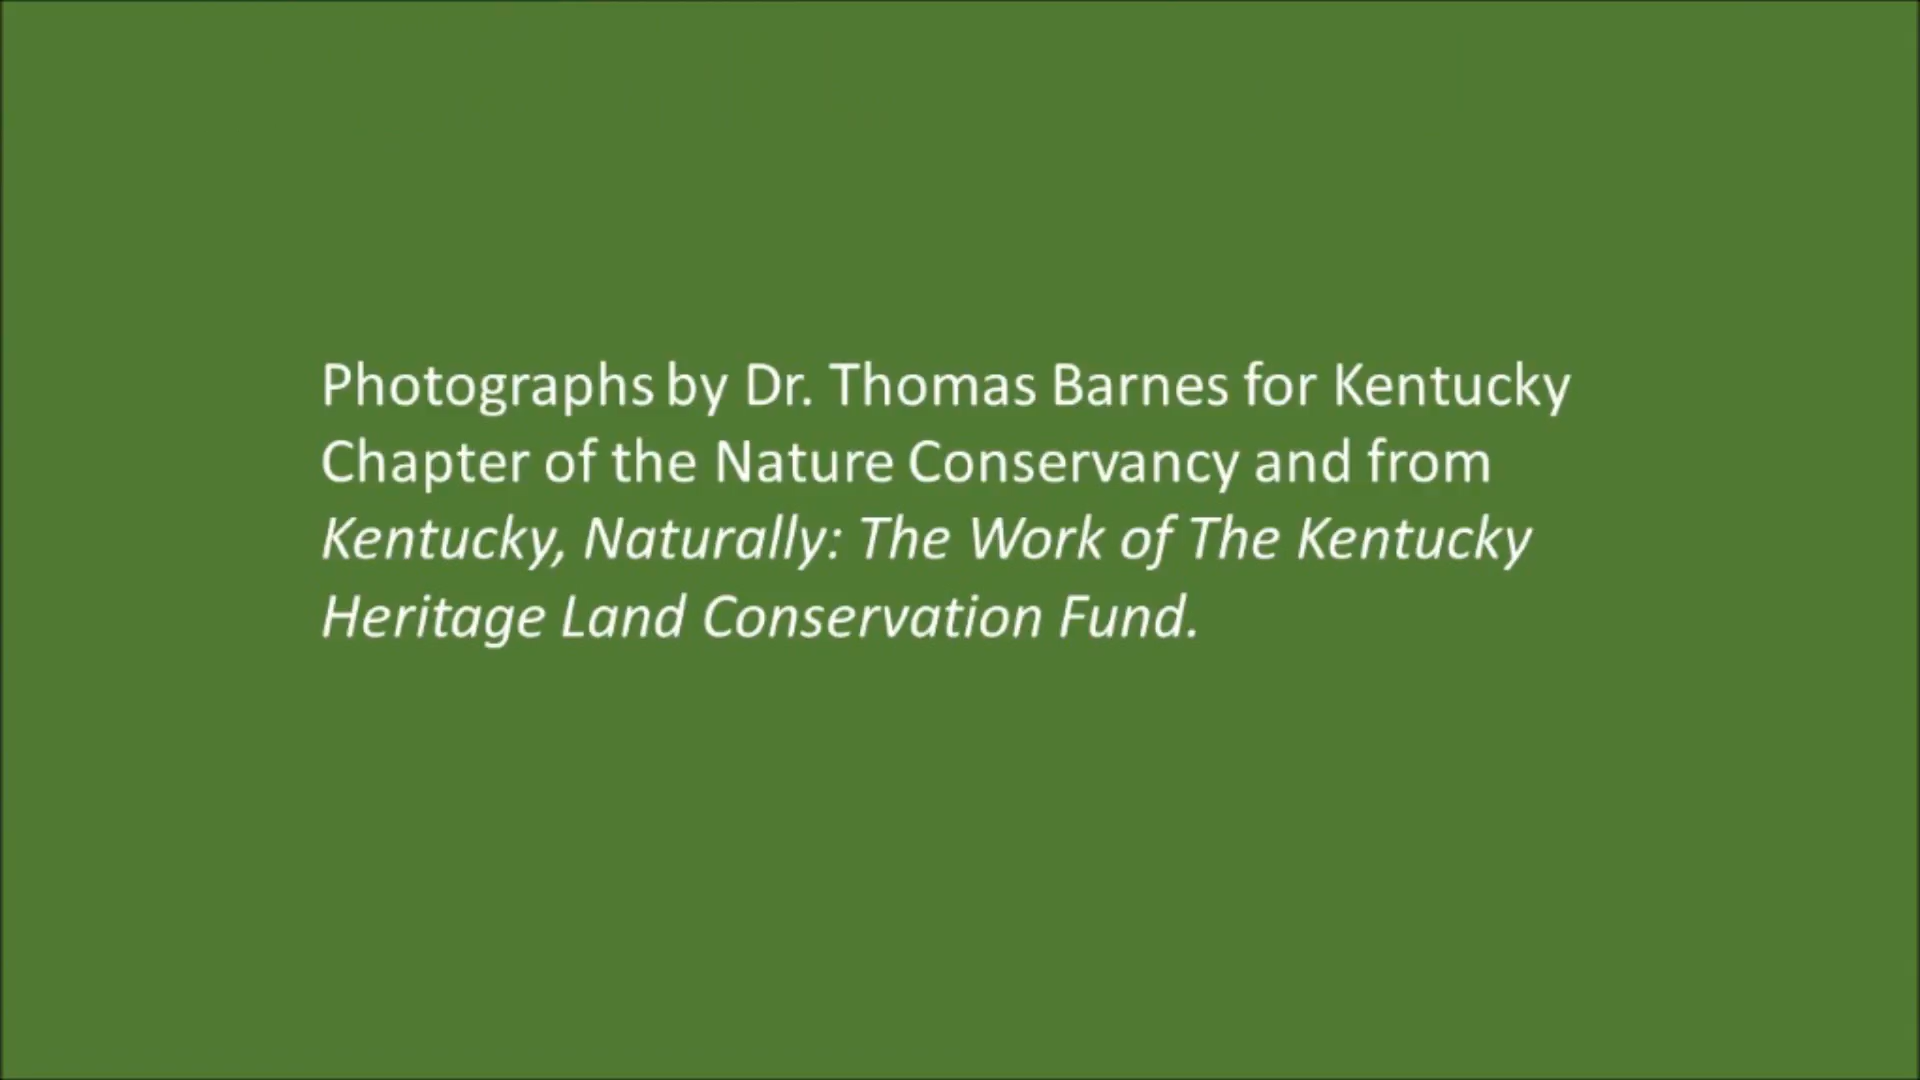 Photographs by Dr. Thomas Barnes for Kentucky
Chapter of the Nature Conservancy and from
Kentucky, Naturally: The Work of The Kentucky
Heritage Land Conservation Fund.